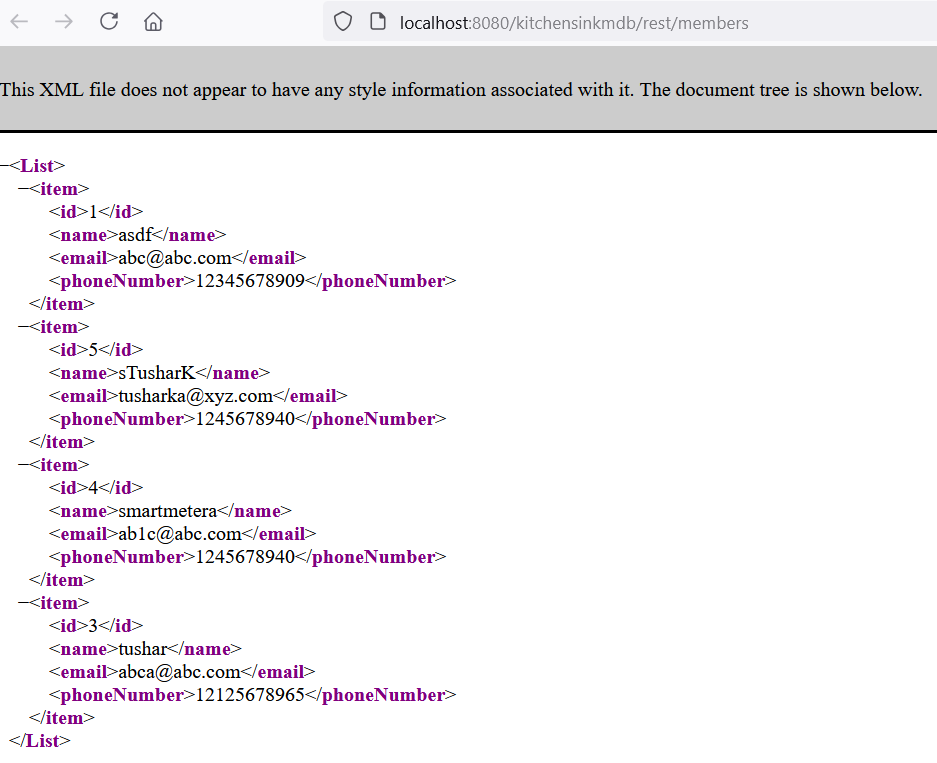 localhost:8080/kitchensinkmdb/rest/members
This XML file does not appear to have any style information associated with it. The document tree is shown below.
−<List>
−<item>
<id>1</id>
<name>asdf</name>
<email>abc@abc.com</email>
<phoneNumber>12345678909</phoneNumber>
</item>
−<item>
<id>5</id>
<name>sTusharK</name>
<email>tusharka@xyz.com</email>
<phoneNumber>1245678940</phoneNumber>
</item>
−<item>
<id>4</id>
<name>smartmetera</name>
<email>ab1c@abc.com</email>
<phoneNumber>1245678940</phoneNumber>
</item>
−<item>
<id>3</id>
<name>tushar</name>
<email>abca@abc.com</email>
<phoneNumber>12125678965</phoneNumber>
</item>
</List>